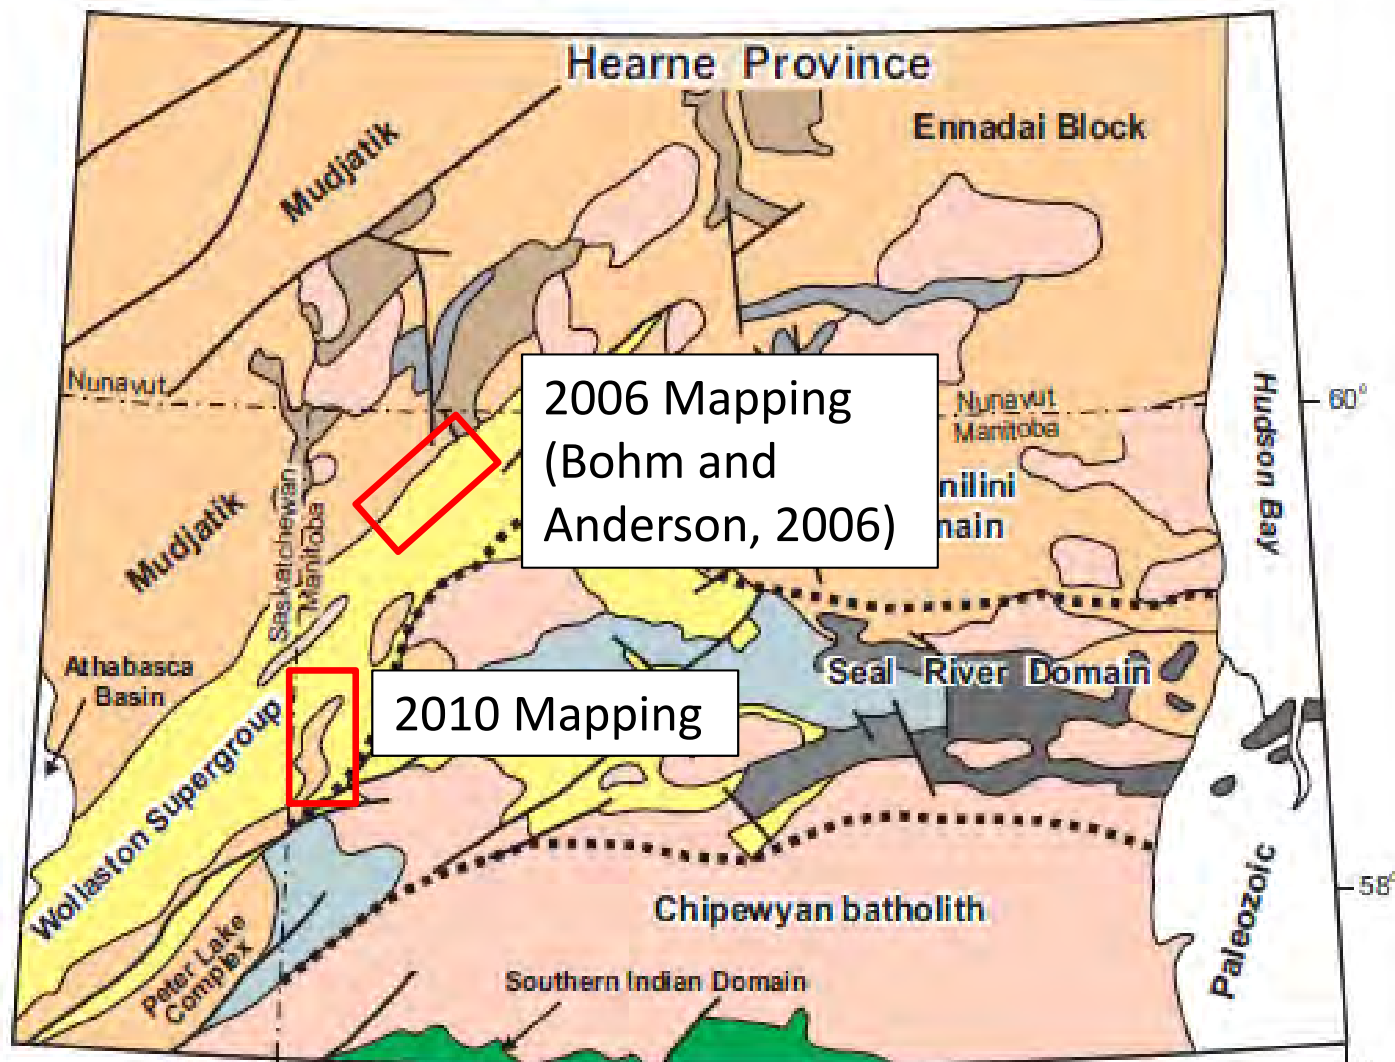 Hearne Province
Ennadai Block
Mudjatik
Nunavut
2006 Mapping
(Bohm and
Anderson, 2006)
Nunavut
Manitoba
60°
Hudson Bay
nilini
main
Mudjatik
Saskatchewan
Manitoba
Athabasca
Basin
Seal River Domain
2010 Mapping
Wollaston Supergroup
58°
Chipewyan batholith
Paleozoic
Peter Lake
Complex
Southern Indian Domain